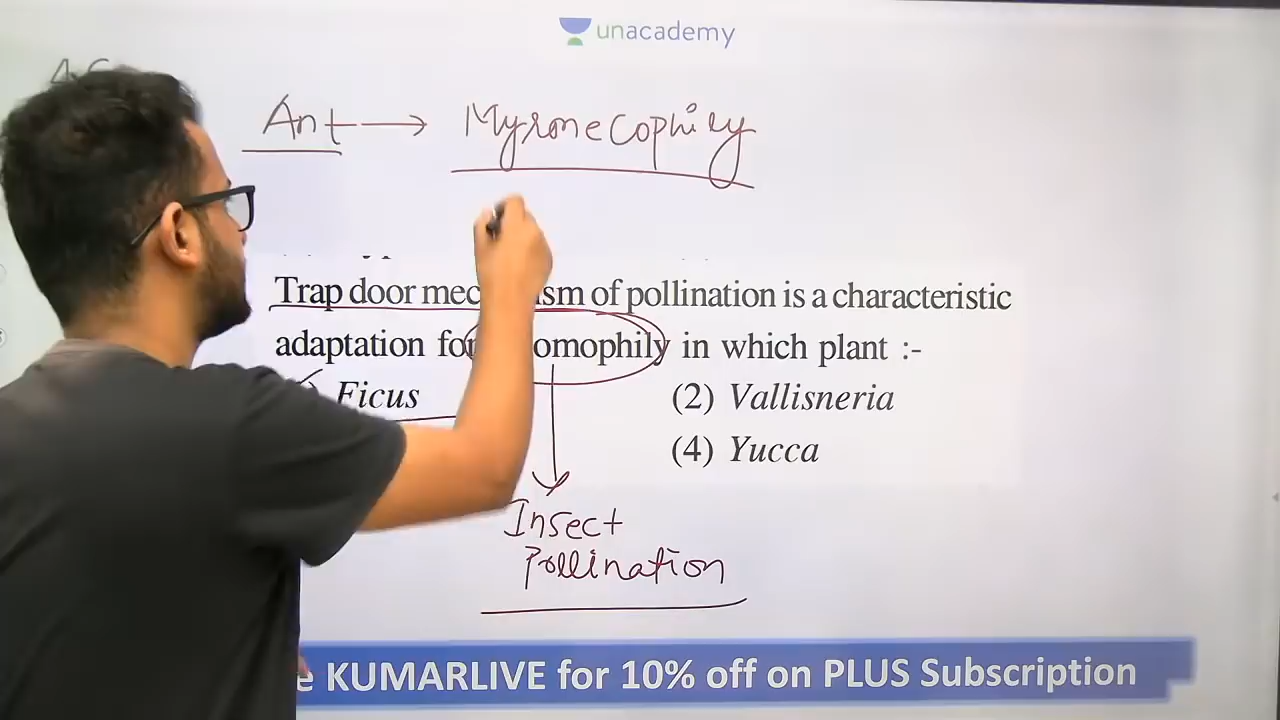 unacademy
Ant → Myrmecophily
Trap door mec sm of pollination is a characteristic
adaptation for omophily in which plant :-
Ficus
(2) Vallisneria
(4) Yucca
Insect
Pollination
e KUMARLIVE for 10% off on PLUS Subscription